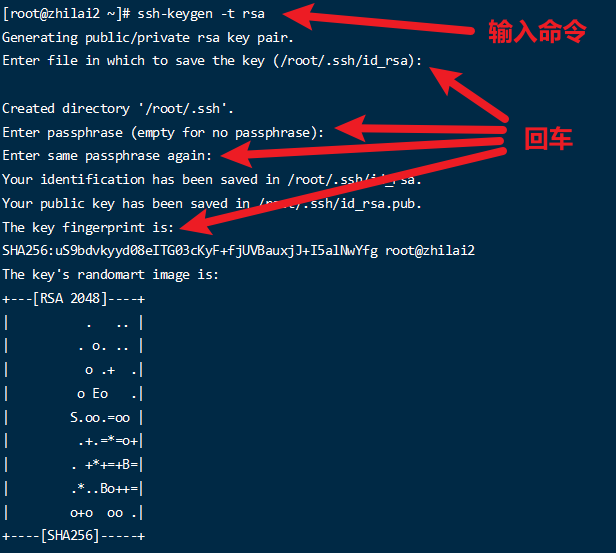 [root@zhilai2 ~]# ssh-keygen -t rsa
输入命令
Generating public/private rsa key pair.
Enter file in which to save the key (/root/.ssh/id_rsa):
Created directory '/root/.ssh'.
Enter passphrase (empty for no passphrase):
回车
Enter same passphrase again:
Your identification has been saved in /root/.ssh/id_rsa.
Your public key has been saved in /root/.ssh/id_rsa.pub.
The key fingerprint is:
SHA256:uS9bdvkyyd08eITG03cKyF+fjUVBauxjJ+I5alNwYfg root@zhilai2
The key's randomart image is:
+---[RSA 2048]----+
|          .   .. |
|         . o. .. |
|          o .+  .|
|         o Eo   .|
|        S.oo.=oo |
|         .+.=*=o+|
|        . +*+=+B=|
|        .*..Bo++=|
|        o+o  oo .|
+----[SHA256]-----+